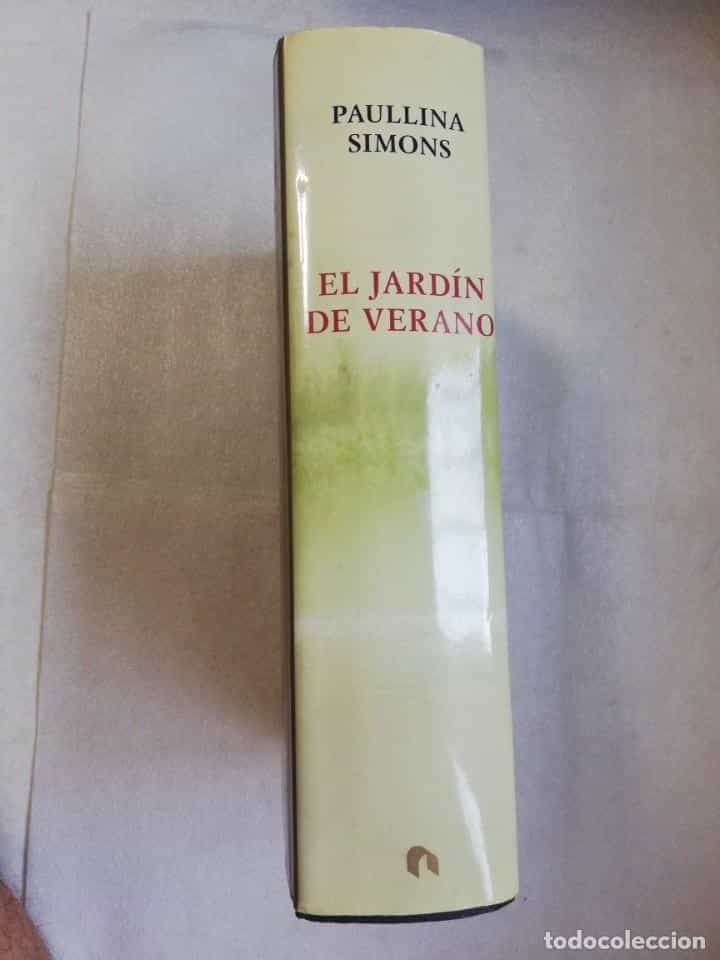 PAULLINA
SIMONS
EL JARDÍN
DE VERANO
todocoleccion